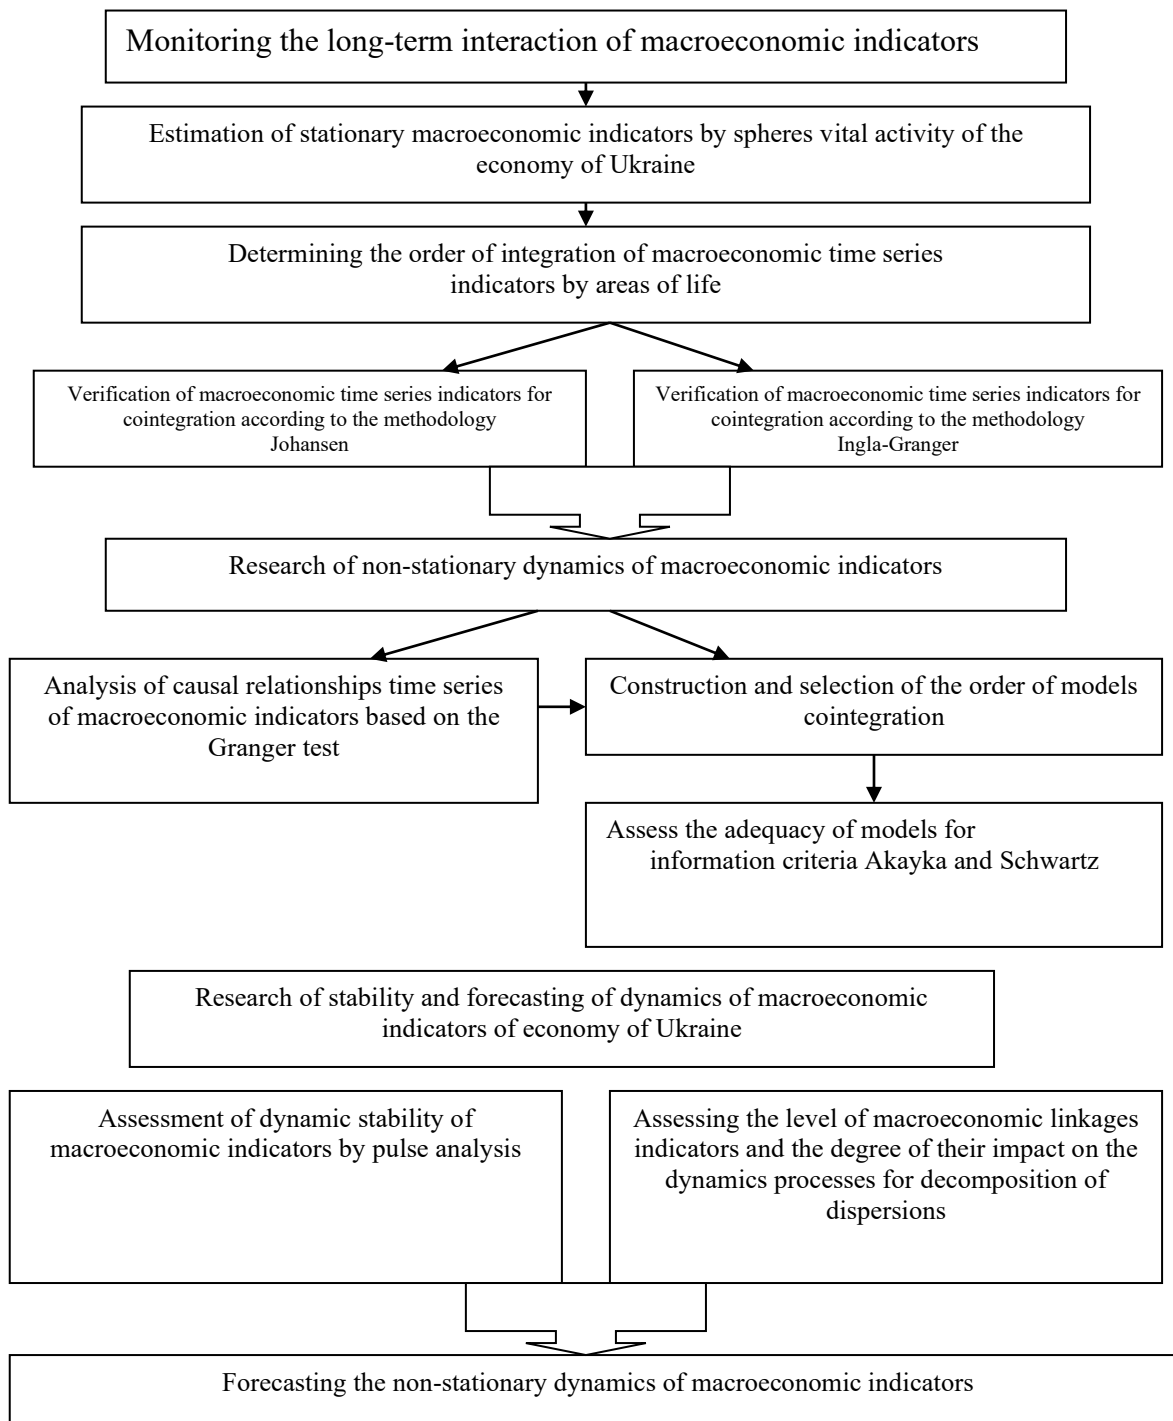 Monitoring the long-term interaction of macroeconomic indicators
Estimation of stationary macroeconomic indicators by spheres vital activity of the
economy of Ukraine
Determining the order of integration of macroeconomic time series
indicators by areas of life
Verification of macroeconomic time series indicators for
cointegration according to the methodology
Johansen
Verification of macroeconomic time series indicators for
cointegration according to the methodology
Ingla-Granger
Research of non-stationary dynamics of macroeconomic indicators
Analysis of causal relationships time series
of macroeconomic indicators based on the
Granger test
Construction and selection of the order of models
cointegration
Assess the adequacy of models for
information criteria Akayka and Schwartz
Research of stability and forecasting of dynamics of macroeconomic
indicators of economy of Ukraine
Assessment of dynamic stability of
macroeconomic indicators by pulse analysis
Assessing the level of macroeconomic linkages
indicators and the degree of their impact on the
dynamics processes for decomposition of
dispersions
Forecasting the non-stationary dynamics of macroeconomic indicators